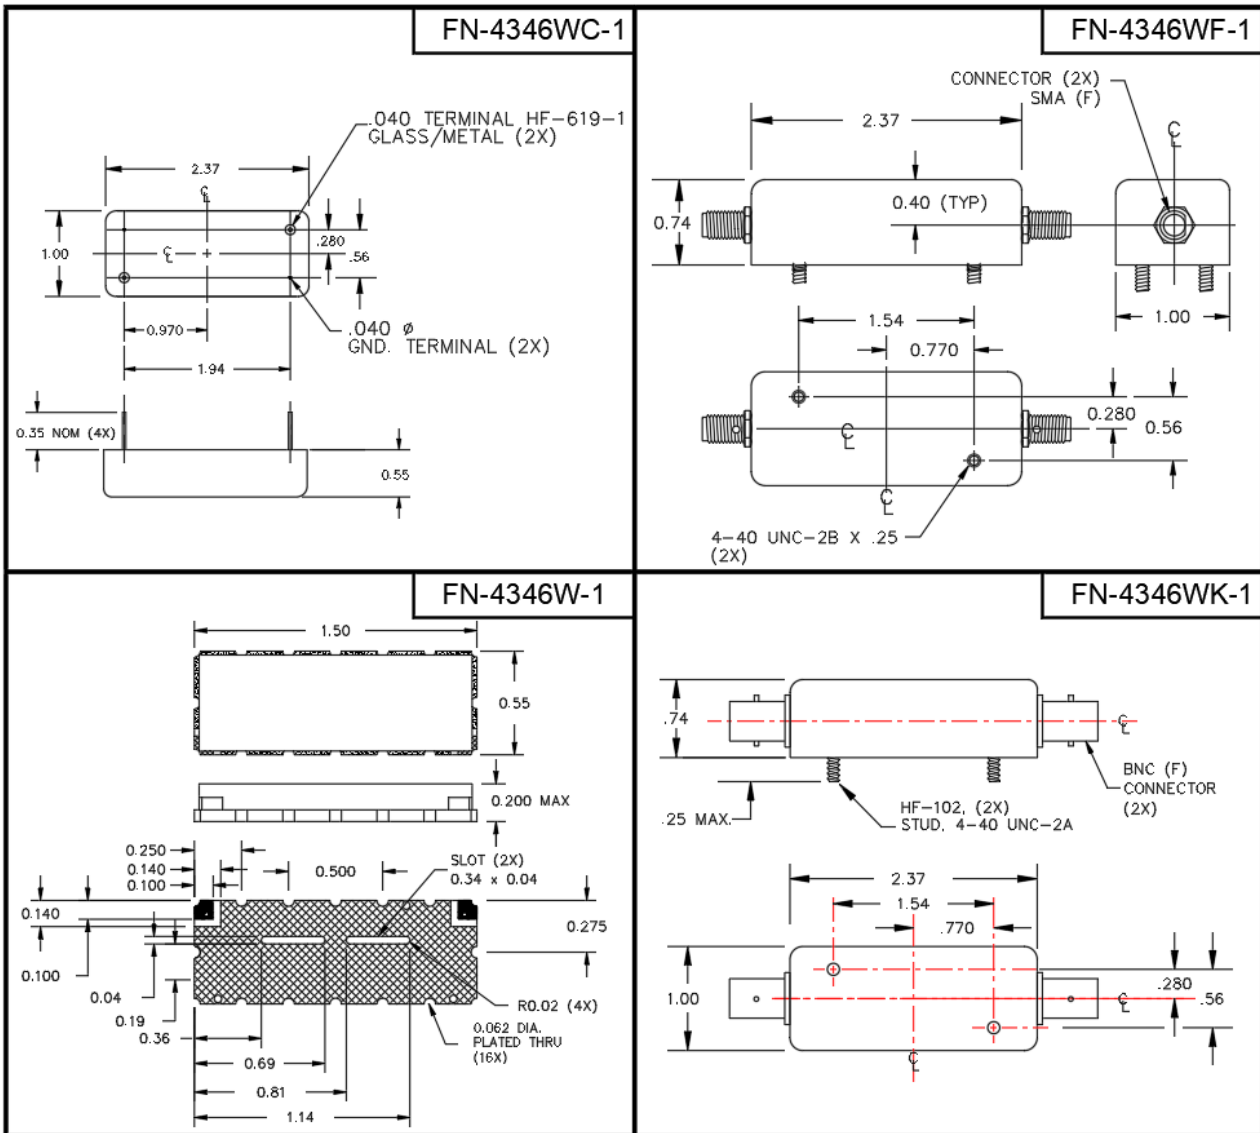 FN-4346WC-1
.040 TERMINAL HF-619-1
GLASS/METAL (2X)
2.37
C
L
1.00
C
L
.280
.56
0.970
.040 ø
GND. TERMINAL (2X)
1.94
0.35 NOM (4X)
0.55
FN-4346WF-1
CONNECTOR (2X)
SMA (F)
2.37
C
L
0.74
0.40 (TYP)
1.54
1.00
0.770
0.280
0.56
C
L
C
L
4-40 UNC-2B X .25
(2X)
FN-4346W-1
1.50
0.55
0.200 MAX
0.250
0.140
0.100
0.500
SLOT (2X)
0.34 x 0.04
0.140
0.275
0.100
0.04
0.19
0.36
R0.02 (4X)
0.062 DIA.
PLATED THRU
(16X)
0.69
0.81
1.14
FN-4346WK-1
.74
C
L
BNC (F)
CONNECTOR
(2X)
.25 MAX.
HF-102, (2X)
STUD, 4-40 UNC-2A
2.37
1.54
.770
1.00
.280
.56
C
L
C
L